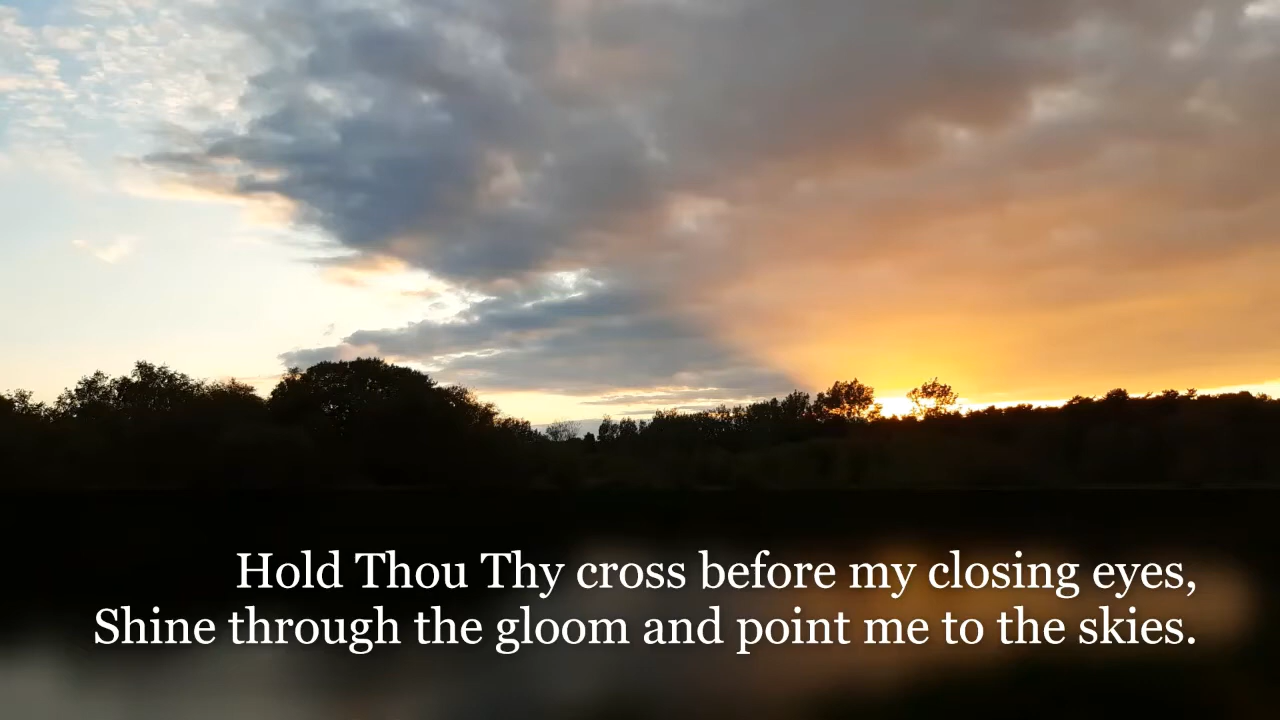 Hold Thou Thy cross before my closing eyes,
Shine through the gloom and point me to the skies.